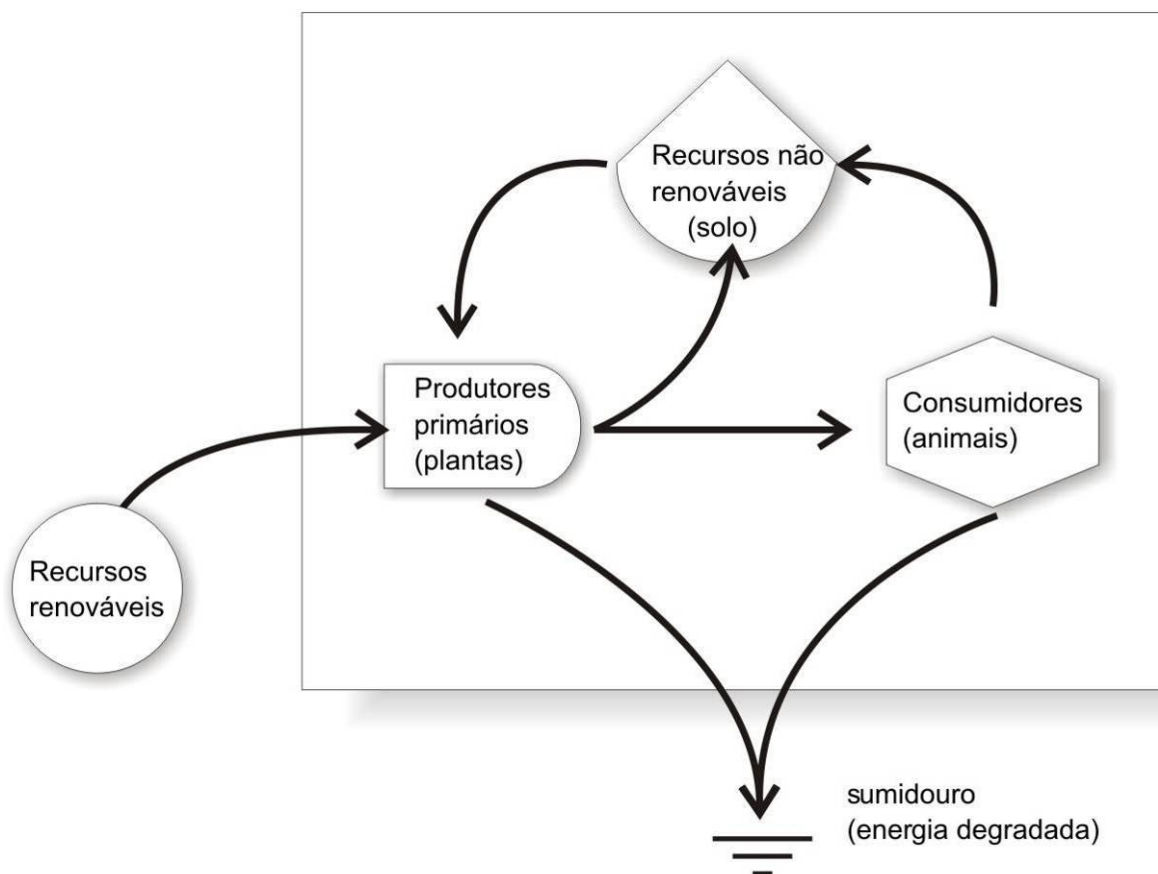 Recursos não
renováveis
(solo)
Produtores
primários
(plantas)
Consumidores
(animais)
Recursos
renováveis
sumidouro
(energia degradada)